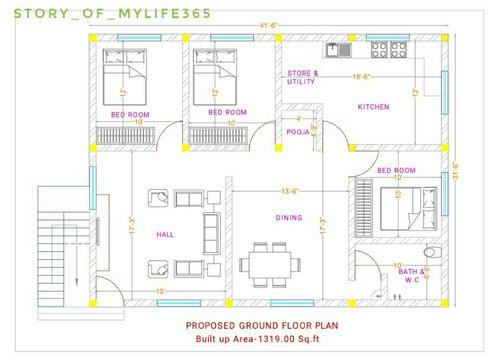 STORY_OF_MYLIFE365
41'-6"
STORE &
UTILITY
18'-6"
12'
12'
12'
KITCHEN
BED ROOM
BED ROOM
10'
10'
4'
4'-9"
POOJA
31'-6"
BED ROOM
10'
10'
13'-6"
17'-3"
17'-3"
HALL
DINING
15'
10'
BATH &
W.C
PROPOSED GROUND FLOOR PLAN
Built up Area-1319.00 Sq.ft